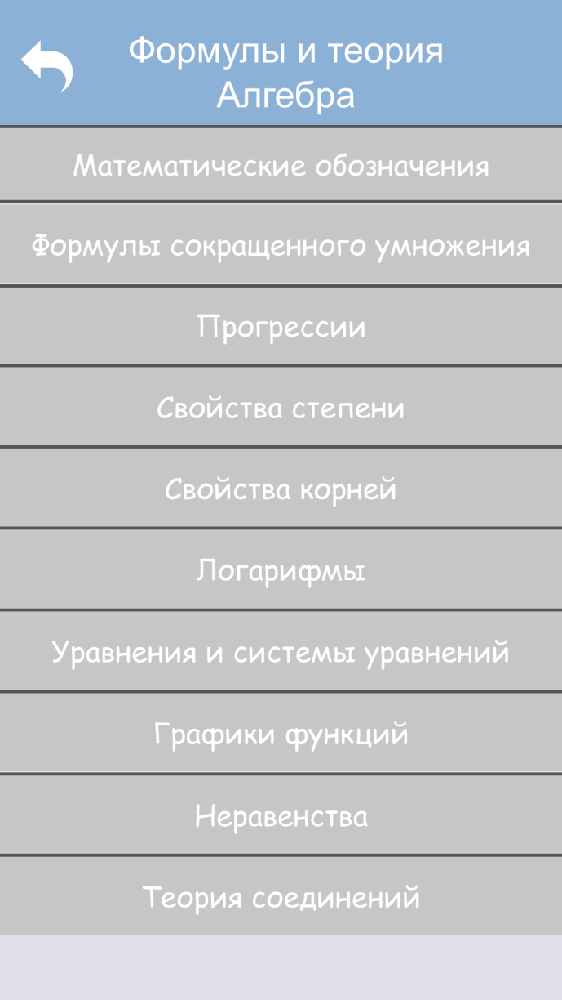 Формулы и теория
Алгебра
Математические обозначения
Формулы сокращенного умножения
Прогрессии
Свойства степени
Свойства корней
Логарифмы
Уравнения и системы уравнений
Графики функций
Неравенства
Теория соединений